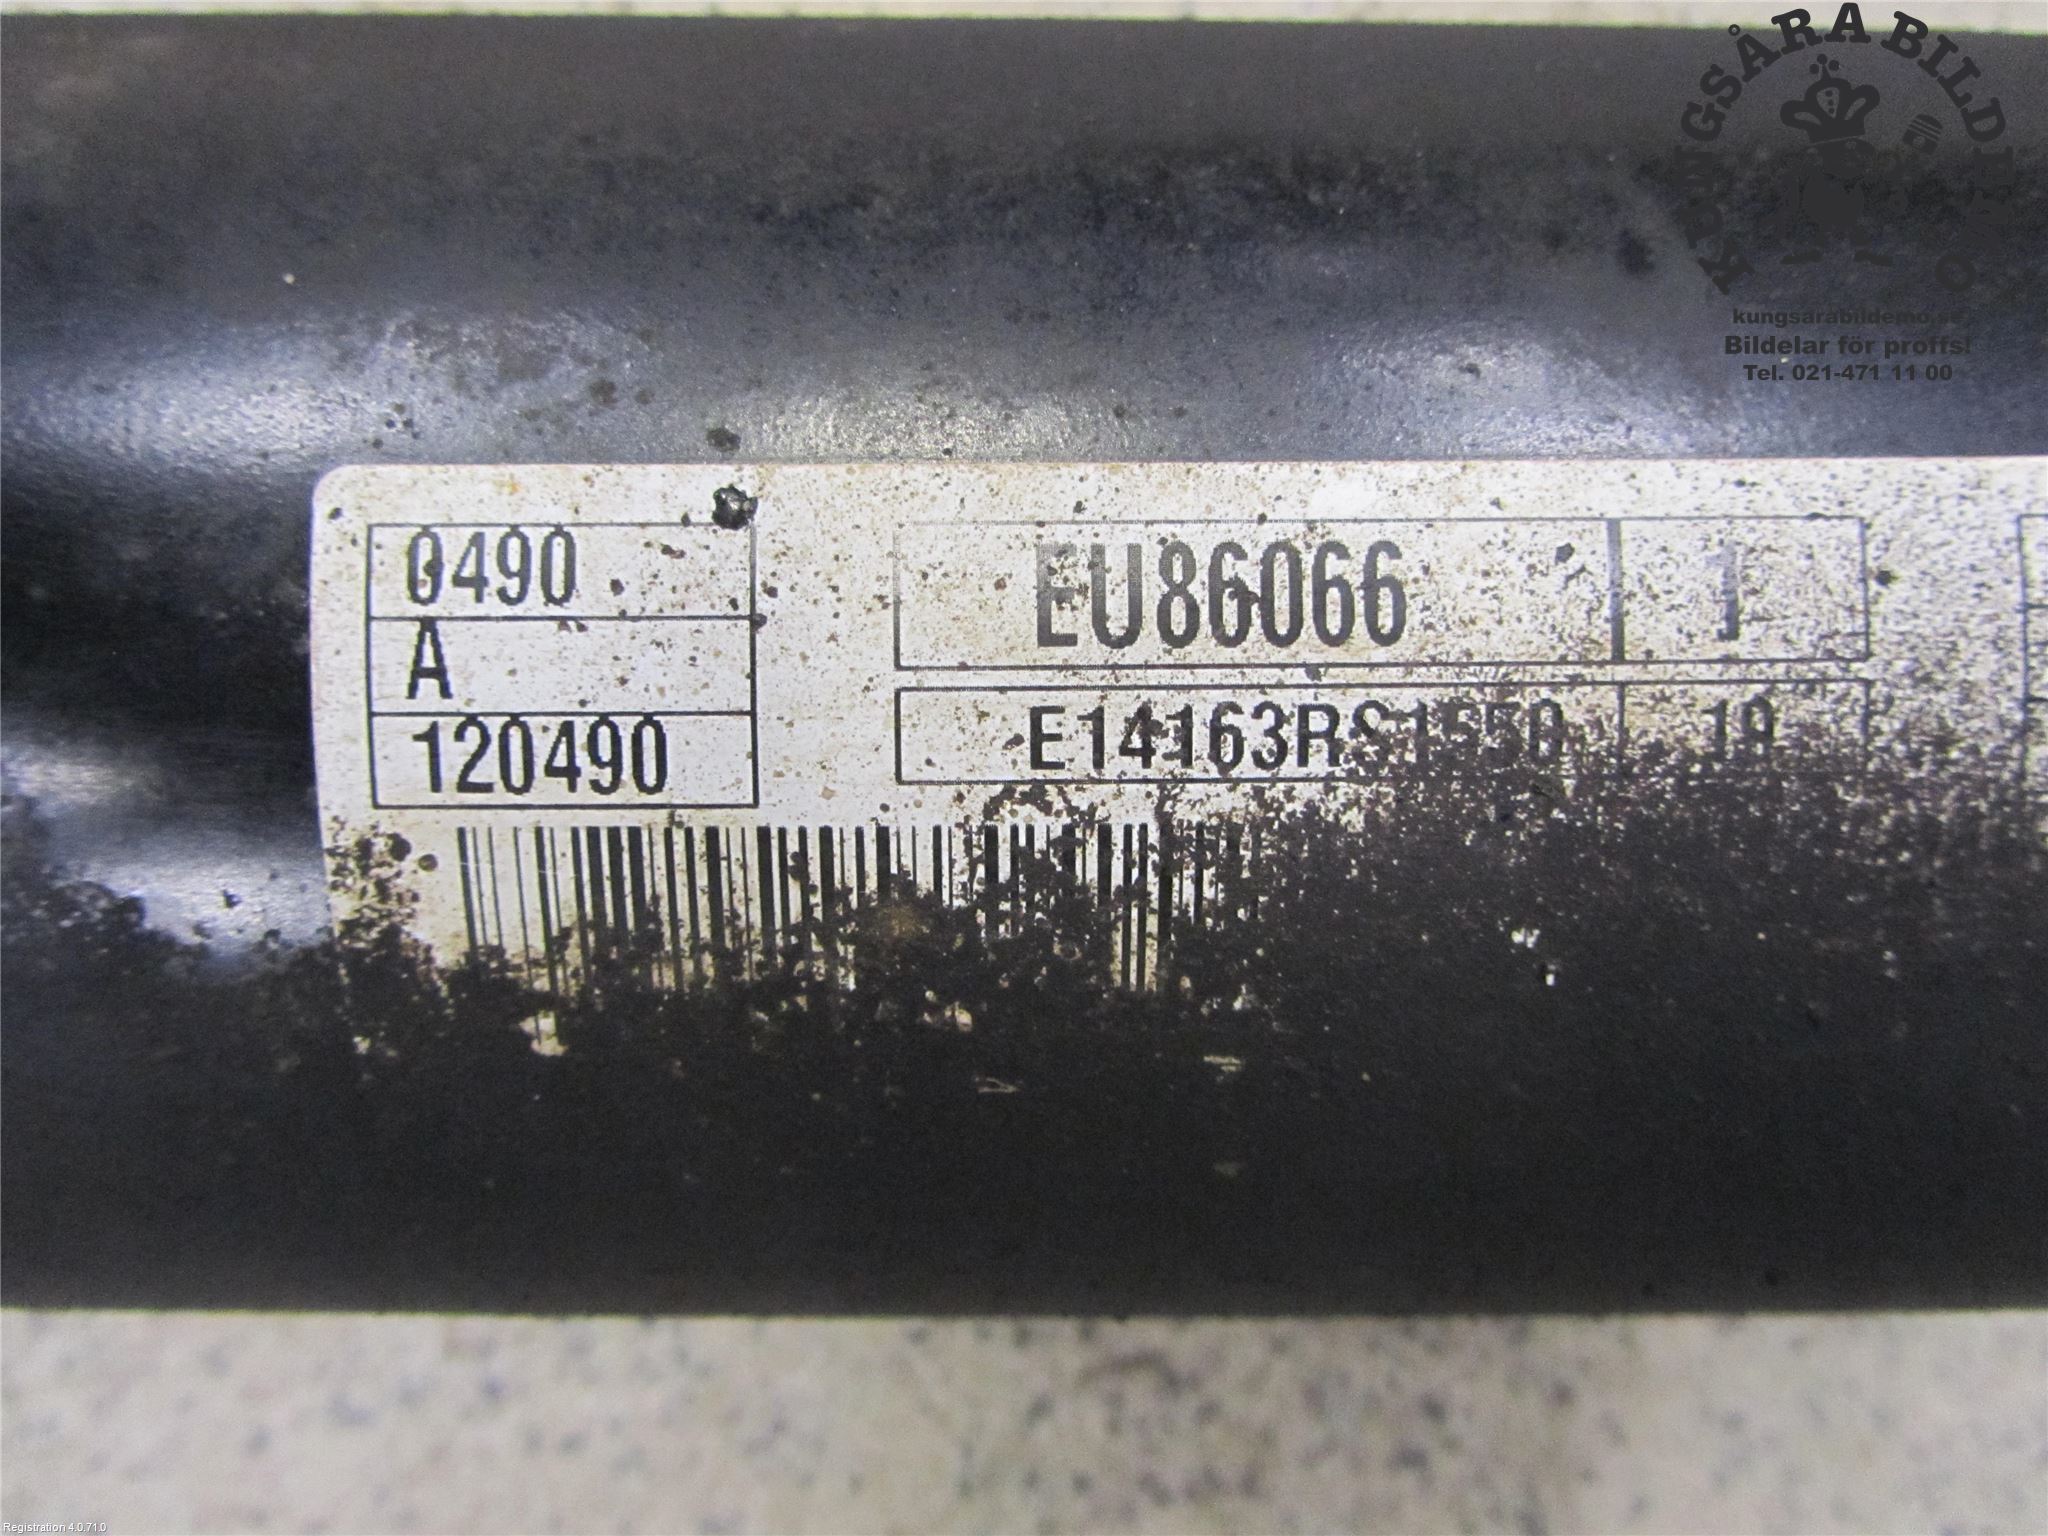 KUNGSÅRA BILDEMO
kungsarabildemo.se
Bildelar för proffs!
Tel. 021-471 11 00
0490
A
120490
EU86066 J
E14163RS1550 19
Registration 4.0.71.0